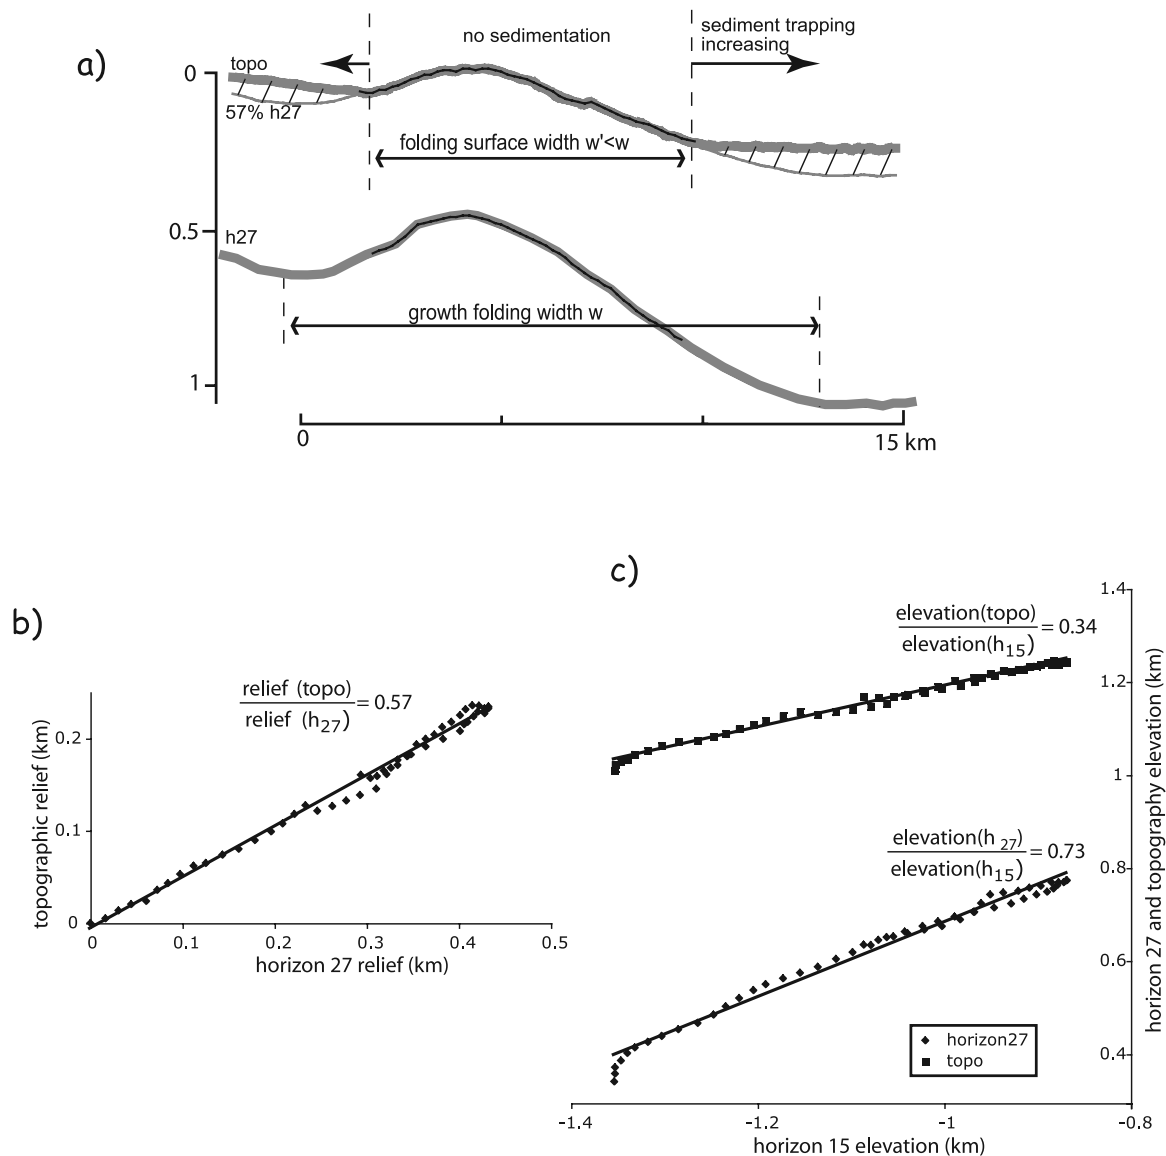 a)
no sedimentation
sediment trapping
increasing
topo
0
57% h27
folding surface width w'<w
0.5
h27
growth folding width w
1
0
15 km
b)
relief (topo)
relief (h27)
= 0.57
topographic relief (km)
0.2
0.1
0
0
0.1
0.2
0.3
0.4
0.5
horizon 27 relief (km)
c)
elevation(topo)
elevation(h15)
= 0.34
elevation(h 27)
elevation(h15)
=0.73
1.4
1.2
1
0.8
0.6
0.4
horizon 27 and topography elevation (km)
horizon27
topo
-1.4
-1.2
-1
-0.8
horizon 15 elevation (km)